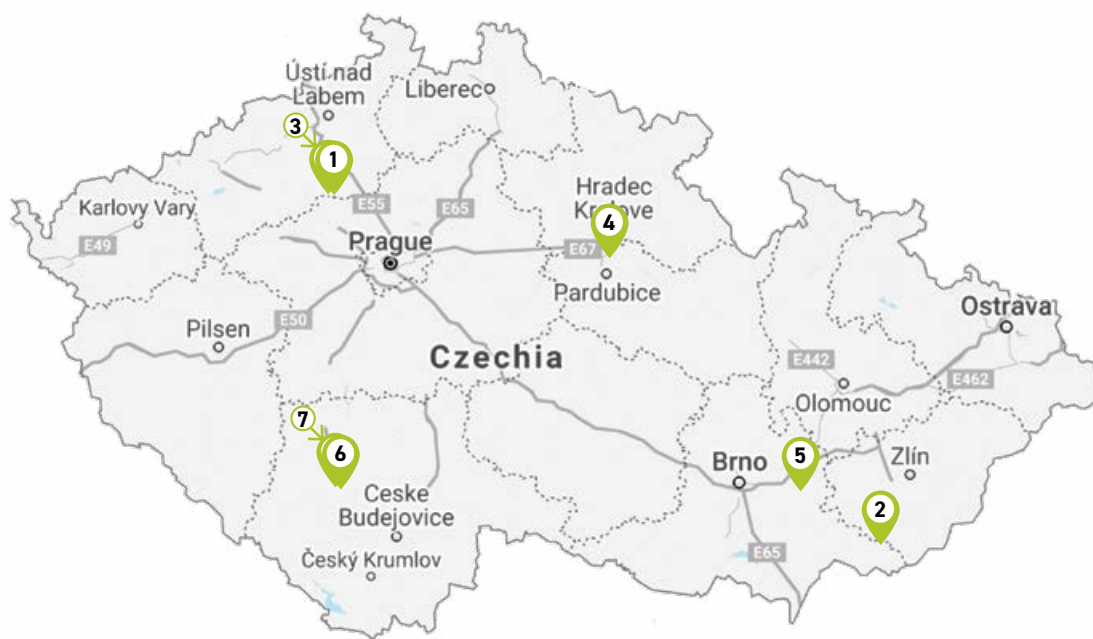 Ústí nad
Labem
Liberec
3
1
Karlovy Vary
E49
E55
E65
Hradec
Kralove
4
Prague
E67
Pardubice
Pilsen
E50
Ostrava
Czechia
E442
E462
Olomouc
7
6
Brno
5
Zlín
2
Ceske
Budejovice
Český Krumlov
E65